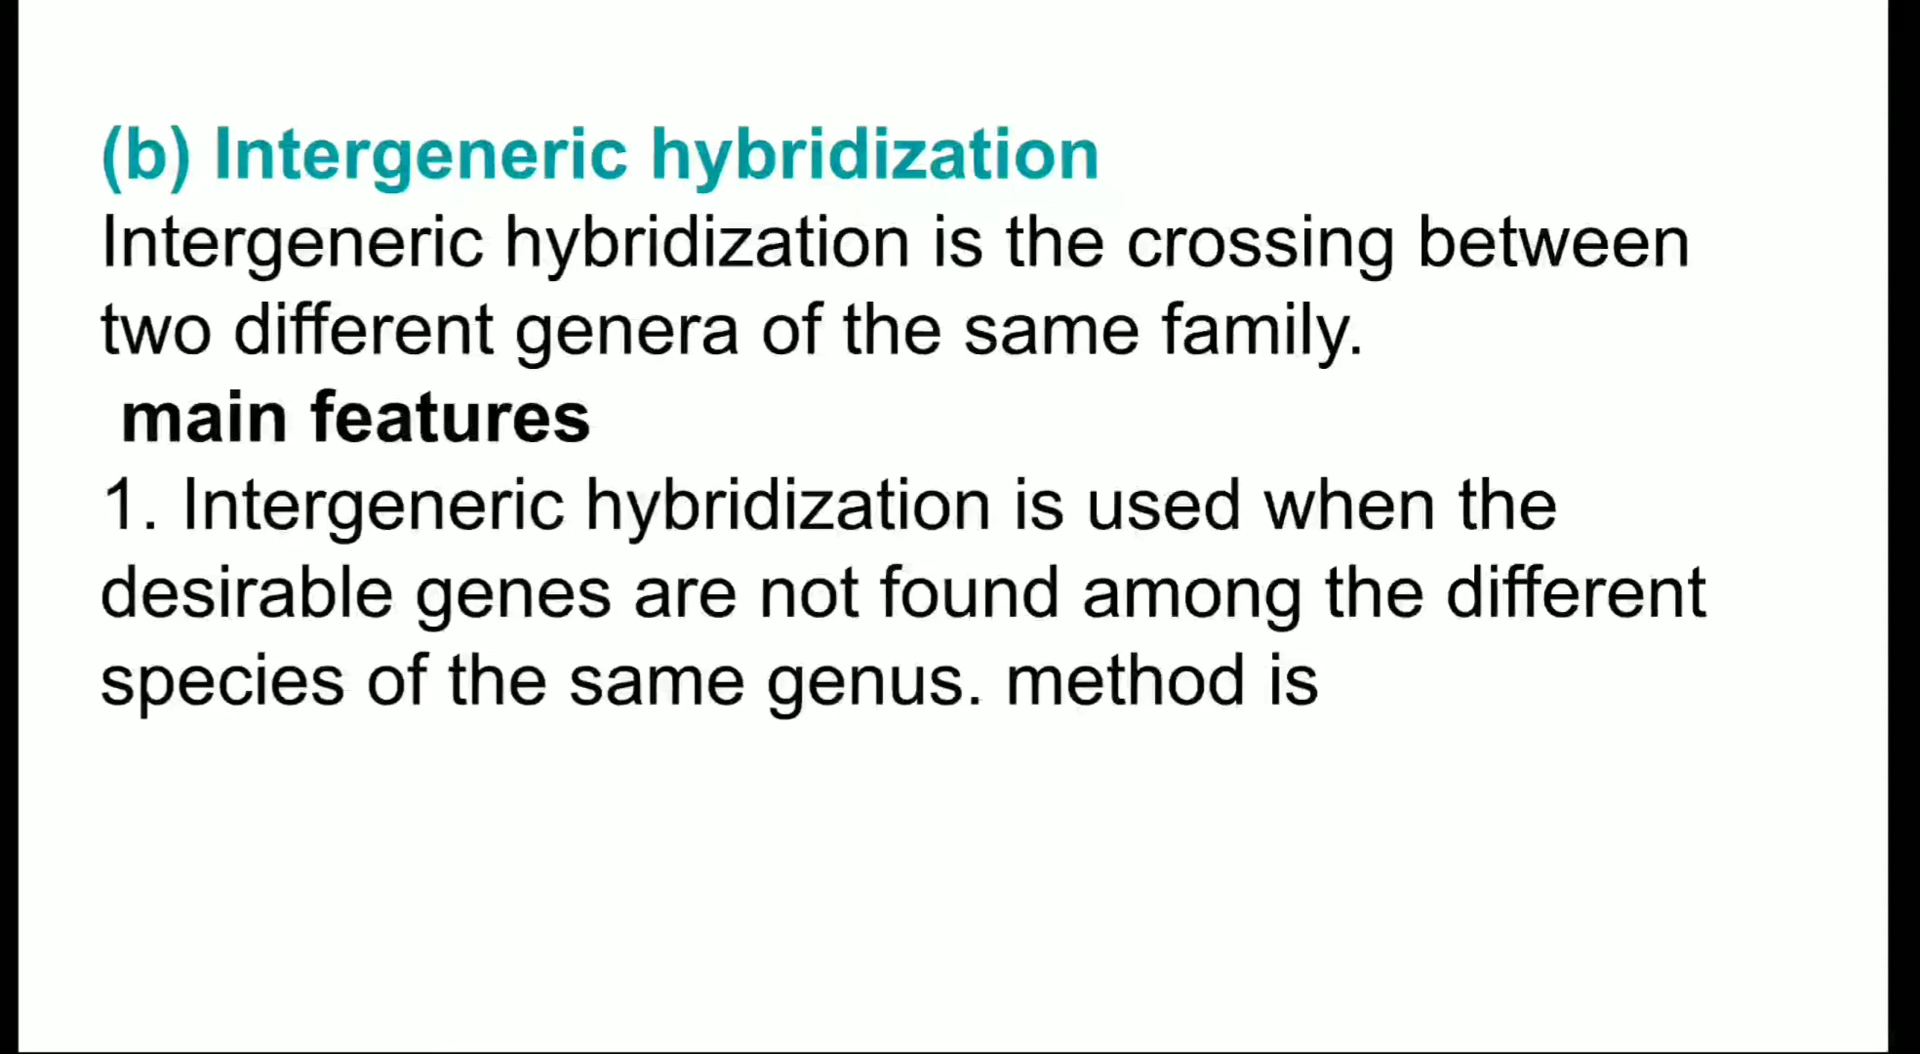 (b) Intergeneric hybridization
Intergeneric hybridization is the crossing between
two different genera of the same family.
main features
1. Intergeneric hybridization is used when the
desirable genes are not found among the different
species of the same genus. method is